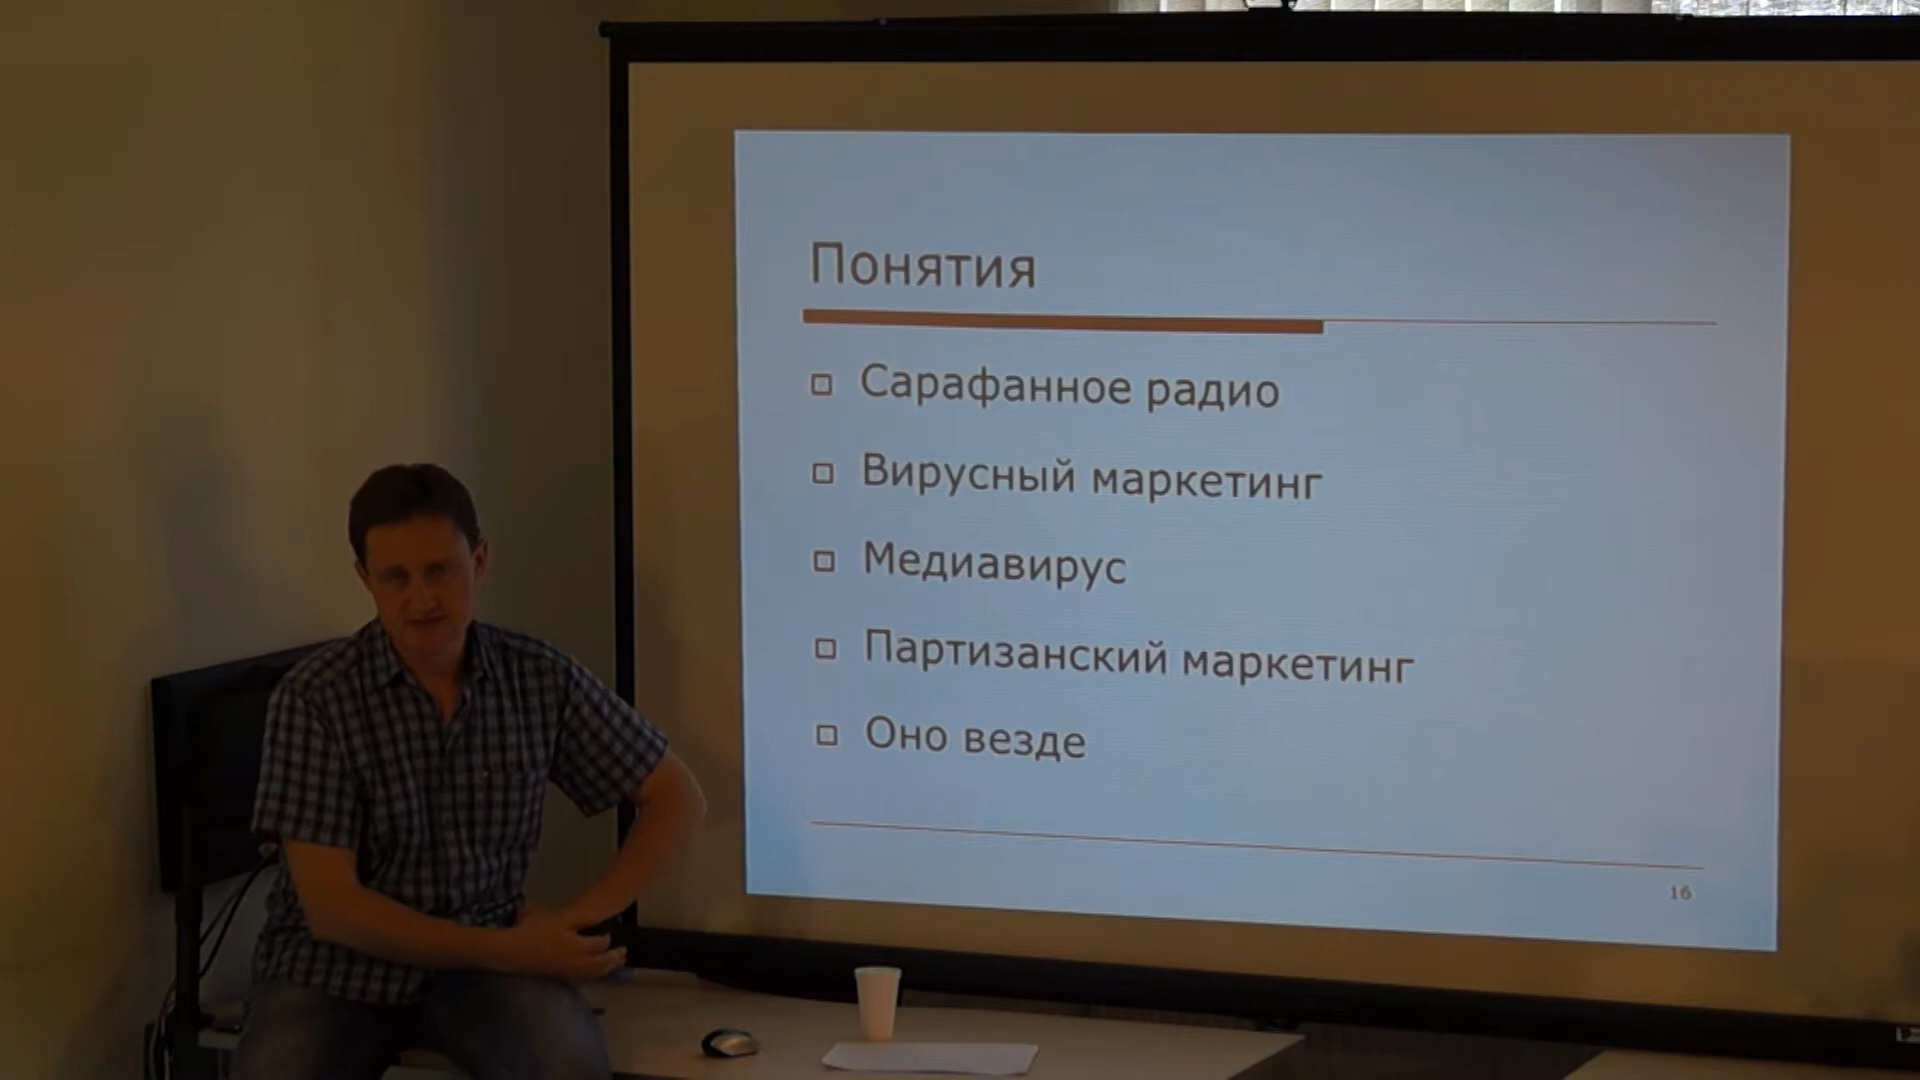 Понятия
Сарафанное радио
Вирусный маркетинг
Медиавирус
Партизанский маркетинг
Оно везде
16